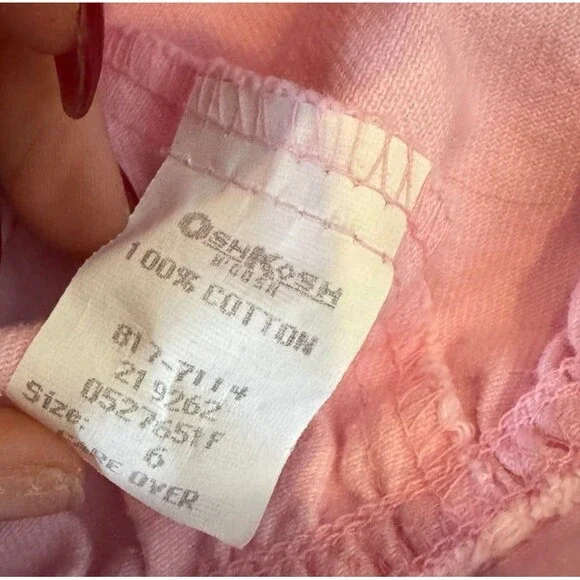 OSHKOSH
B'GOSH
100% COTTON
817-7114
219262
0527651F
Size: 6
CARE OVER